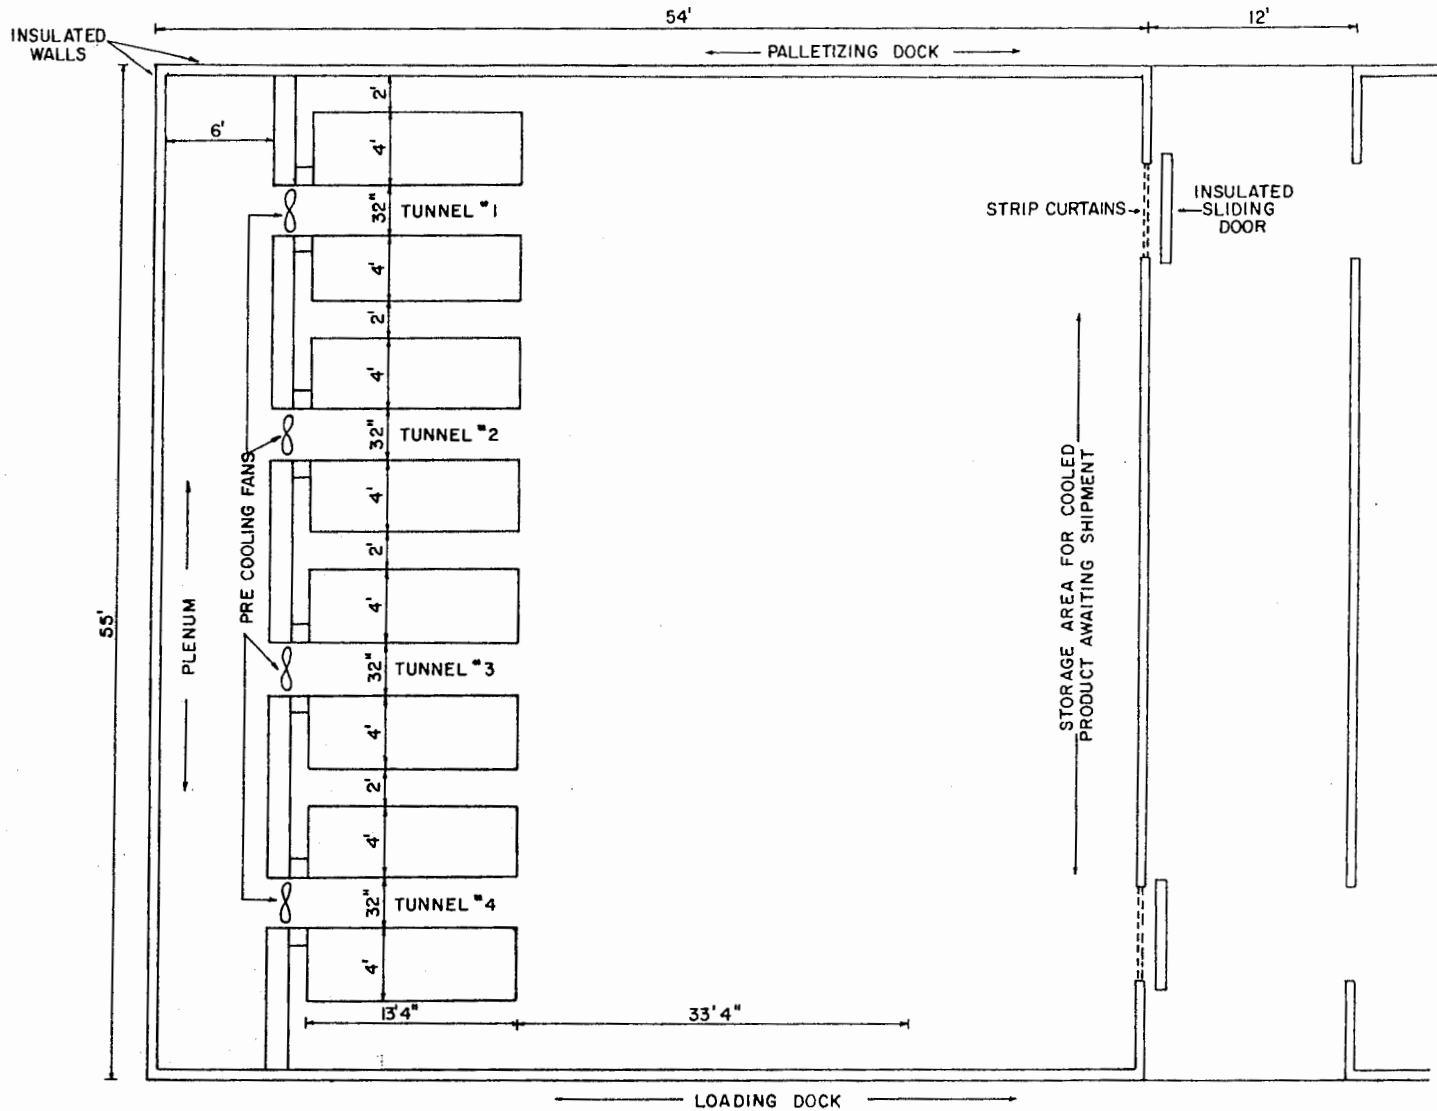 54'
12'
INSULATED
WALLS
PALLETIZING DOCK
2'
6'
4'
32"
TUNNEL #1
STRIP CURTAINS
INSULATED
SLIDING
DOOR
4'
2'
4'
32"
TUNNEL #2
PRE COOLING FANS
4'
2'
4'
55'
PLENUM
STORAGE AREA FOR COOLED
PRODUCT AWAITING SHIPMENT
32"
TUNNEL #3
4'
2'
4'
32"
TUNNEL #4
4'
13'4"
33'4"
LOADING DOCK